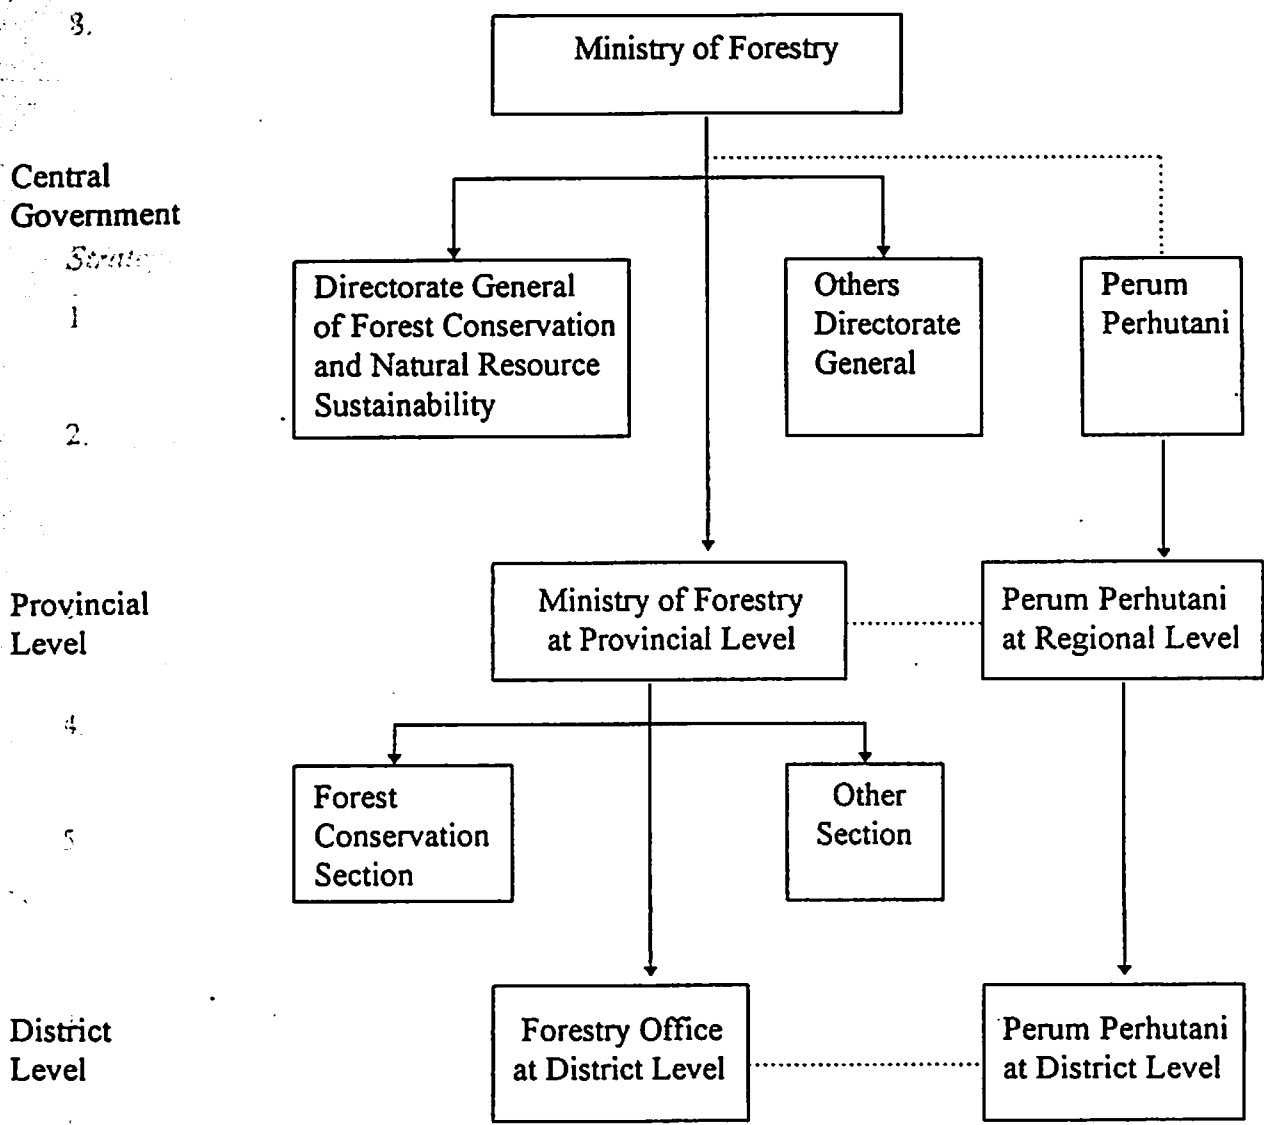 8.
Ministry of Forestry
Central
Government
Directorate General
of Forest Conservation
and Natural Resource
Sustainability
Others
Directorate
General
Perum
Perhutani
1
2.
Provincial
Level
Ministry of Forestry
at Provincial Level
Perum Perhutani
at Regional Level
4.
Forest
Conservation
Section
Other
Section
5
District
Level
Forestry Office
at District Level
Perum Perhutani
at District Level